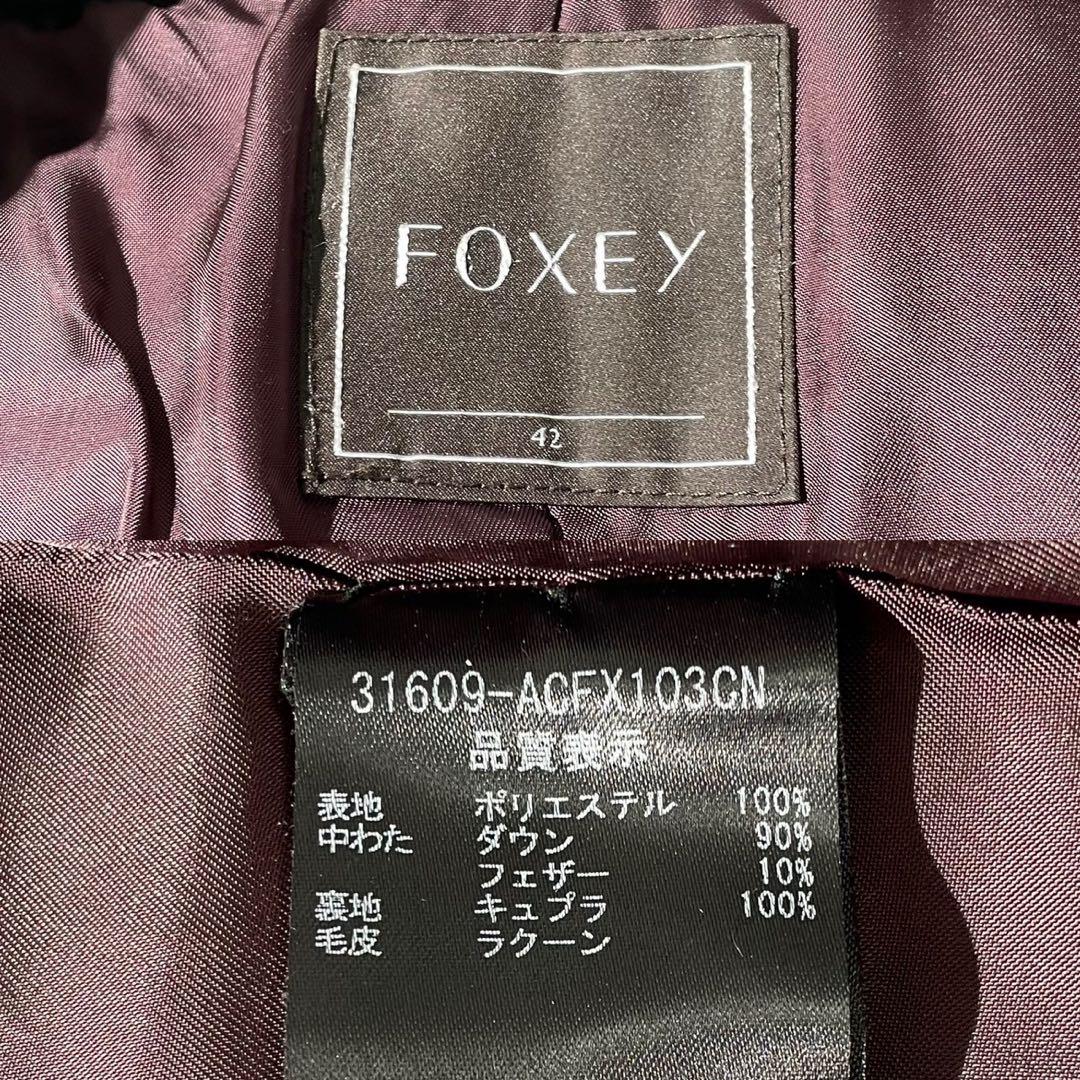 FOXEY
42
31609-ACFX103CN
品質表示
表地 ポリエステル 100%
中わた ダウン 90%
フェザー 10%
裏地 キュプラ 100%
毛皮 ラクーン